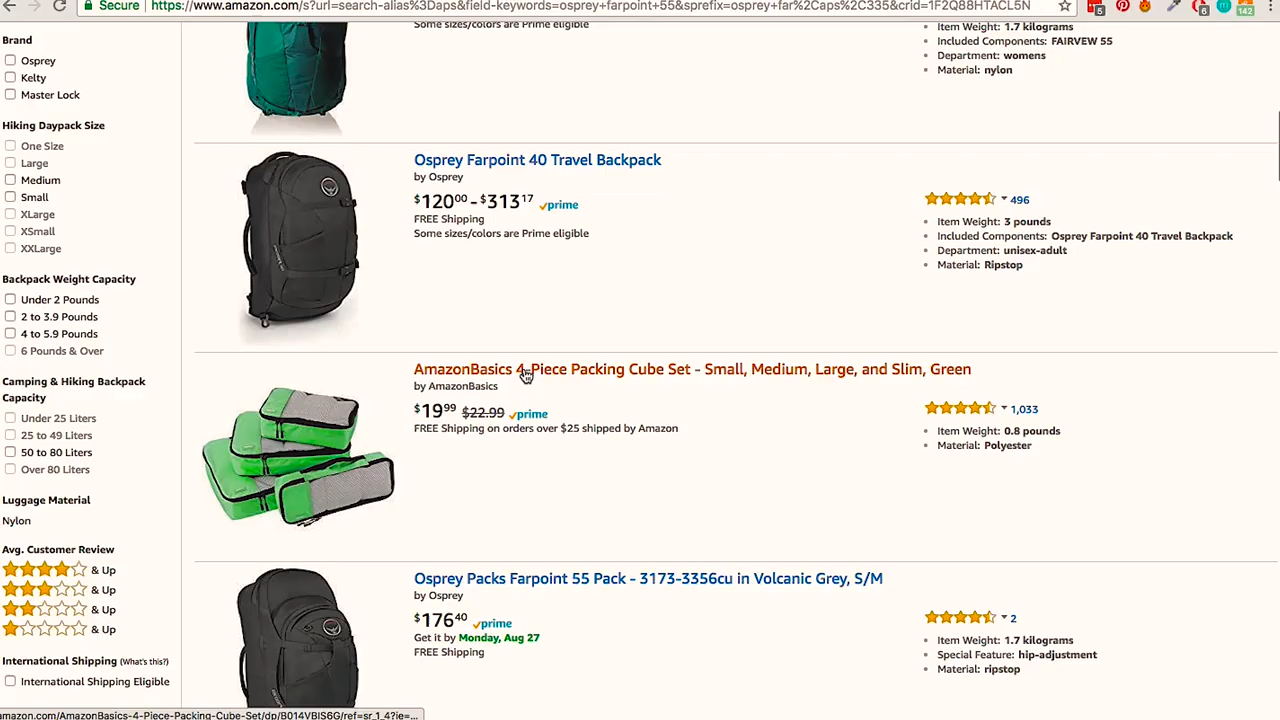 Secure https://www.amazon.com/s?url=search-alias%3Daps&field-keywords=osprey+farpoint+55&sprefix=osprey+far%2Caps%2C335&crid=1F2Q88HTACL5N
5
6
142
Brand
Osprey
Kelty
Master Lock
Hiking Daypack Size
One Size
Large
Medium
Small
XLarge
XSmall
XXLarge
Backpack Weight Capacity
Under 2 Pounds
2 to 3.9 Pounds
4 to 5.9 Pounds
6 Pounds & Over
Camping & Hiking Backpack
Capacity
Under 25 Liters
25 to 49 Liters
50 to 80 Liters
Over 80 Liters
Luggage Material
Nylon
Avg. Customer Review
& Up
& Up
& Up
& Up
International Shipping (What's this?)
International Shipping Eligible
Some sizes/colors are Prime eligible
Item Weight: 1.7 kilograms
Included Components: FAIRVEW 55
Department: womens
Material: nylon
Osprey Farpoint 40 Travel Backpack
by Osprey
$120⁰⁰ - $313¹⁷ prime
FREE Shipping
Some sizes/colors are Prime eligible
496
Item Weight: 3 pounds
Included Components: Osprey Farpoint 40 Travel Backpack
Department: unisex-adult
Material: Ripstop
AmazonBasics 4-Piece Packing Cube Set - Small, Medium, Large, and Slim, Green
by AmazonBasics
$19⁹⁹ $22.99 prime
FREE Shipping on orders over $25 shipped by Amazon
1,033
Item Weight: 0.8 pounds
Material: Polyester
Osprey Packs Farpoint 55 Pack - 3173-3356cu in Volcanic Grey, S/M
by Osprey
$176⁴⁰ prime
Get it by Monday, Aug 27
FREE Shipping
2
Item Weight: 1.7 kilograms
Special Feature: hip-adjustment
Material: ripstop
amazon.com/AmazonBasics-4-Piece-Packing-Cube-Set/dp/B014VBIS6G/ref=sr_1_4?ie=...